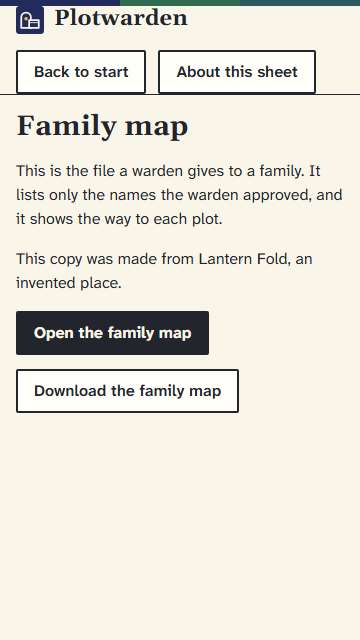 Plotwarden
Back to start
About this sheet
Family map
This is the file a warden gives to a family. It
lists only the names the warden approved, and
it shows the way to each plot.
This copy was made from Lantern Fold, an
invented place.
Open the family map
Download the family map